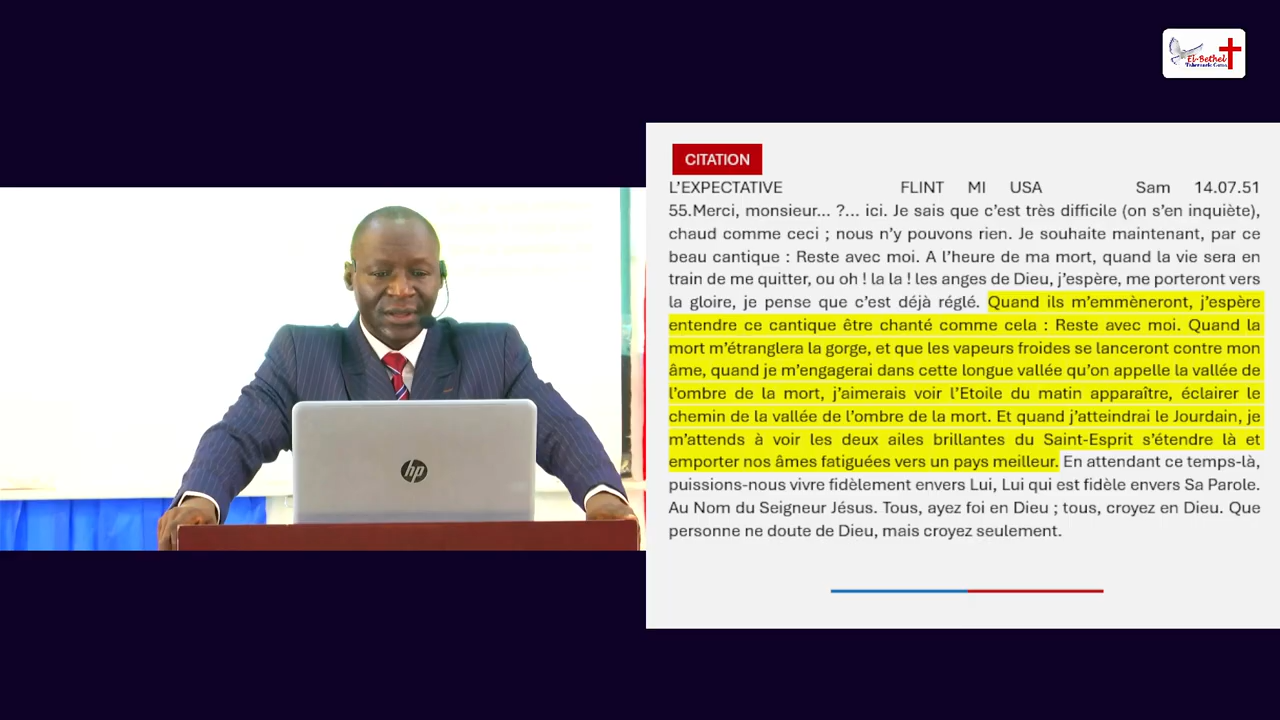 El-Bethel
CITATION
L’EXPECTATIVE FLINT MI USA Sam 14.07.51
55.Merci, monsieur... ?... ici. Je sais que c’est très difficile (on s’en inquiète),
chaud comme ceci ; nous n’y pouvons rien. Je souhaite maintenant, par ce
beau cantique : Reste avec moi. A l’heure de ma mort, quand la vie sera en
train de me quitter, ou oh ! la la ! les anges de Dieu, j’espère, me porteront vers
la gloire, je pense que c’est déjà réglé. Quand ils m’emmèneront, j’espère
entendre ce cantique être chanté comme cela : Reste avec moi. Quand la
mort m’étranglera la gorge, et que les vapeurs froides se lanceront contre mon
âme, quand je m’engagerai dans cette longue vallée qu’on appelle la vallée de
l’ombre de la mort, j’aimerais voir l’Etoile du matin apparaître, éclairer le
chemin de la vallée de l’ombre de la mort. Et quand j’atteindrai le Jourdain, je
m’attends à voir les deux ailes brillantes du Saint-Esprit s’étendre là et
emporter nos âmes fatiguées vers un pays meilleur. En attendant ce temps-là,
puissions-nous vivre fidèlement envers Lui, Lui qui est fidèle envers Sa Parole.
Au Nom du Seigneur Jésus. Tous, ayez foi en Dieu ; tous, croyez en Dieu. Que
personne ne doute de Dieu, mais croyez seulement.
hp